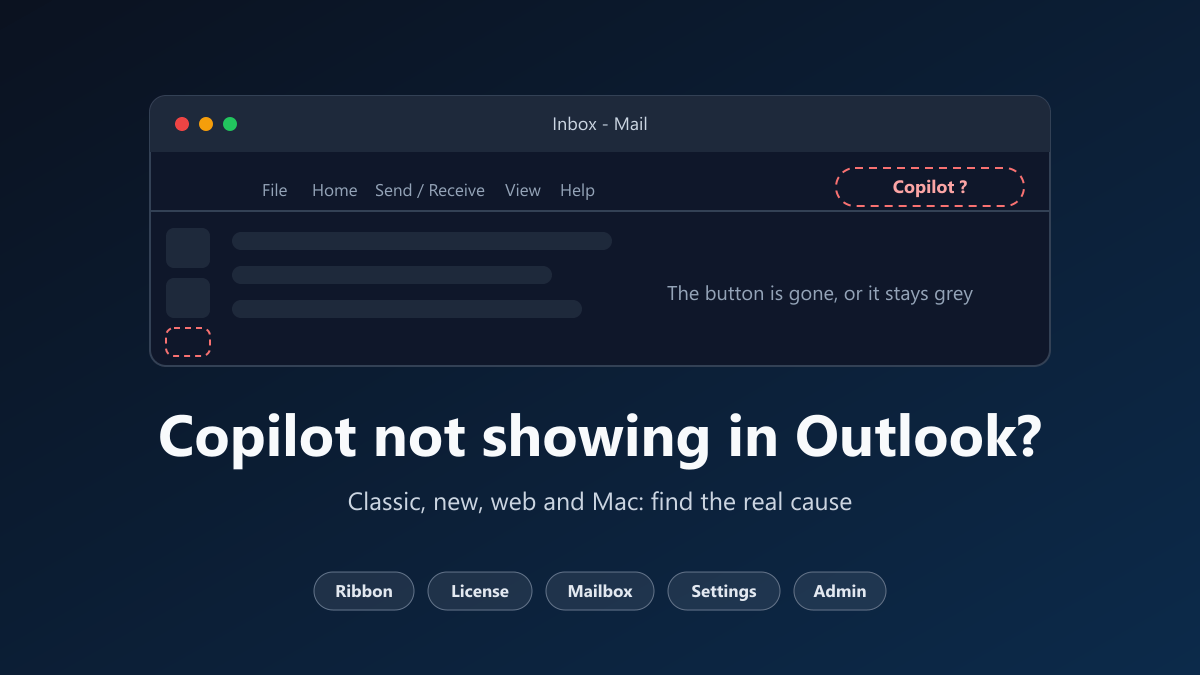 Inbox - Mail
File Home Send / Receive View Help Copilot ?
The button is gone, or it stays grey
Copilot not showing in Outlook?
Classic, new, web and Mac: find the real cause
Ribbon License Mailbox Settings Admin